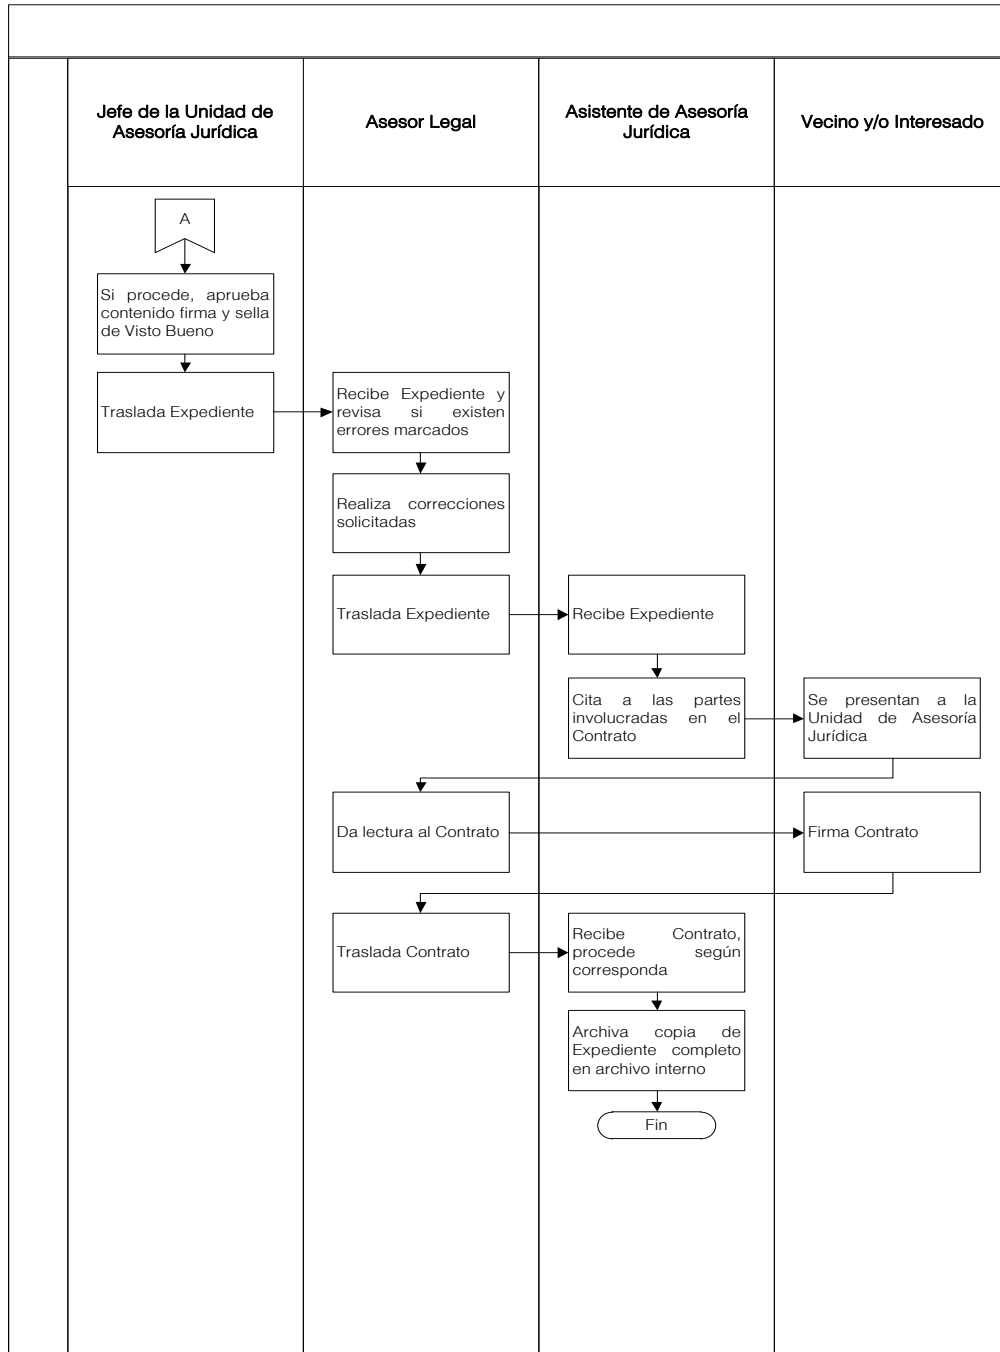 Jefe de la Unidad de
Asesoría Jurídica
Asesor Legal
Asistente de Asesoría
Jurídica
Vecino y/o Interesado
A
Si procede, aprueba
contenido firma y sella
de Visto Bueno
Traslada Expediente
Recibe Expediente y
revisa si existen
errores marcados
Realiza correcciones
solicitadas
Traslada Expediente
Recibe Expediente
Cita a las partes
involucradas en el
Contrato
Se presentan a la
Unidad de Asesoría
Jurídica
Da lectura al Contrato
Firma Contrato
Traslada Contrato
Recibe Contrato,
procede según
corresponda
Archiva copia de
Expediente completo
en archivo interno
Fin